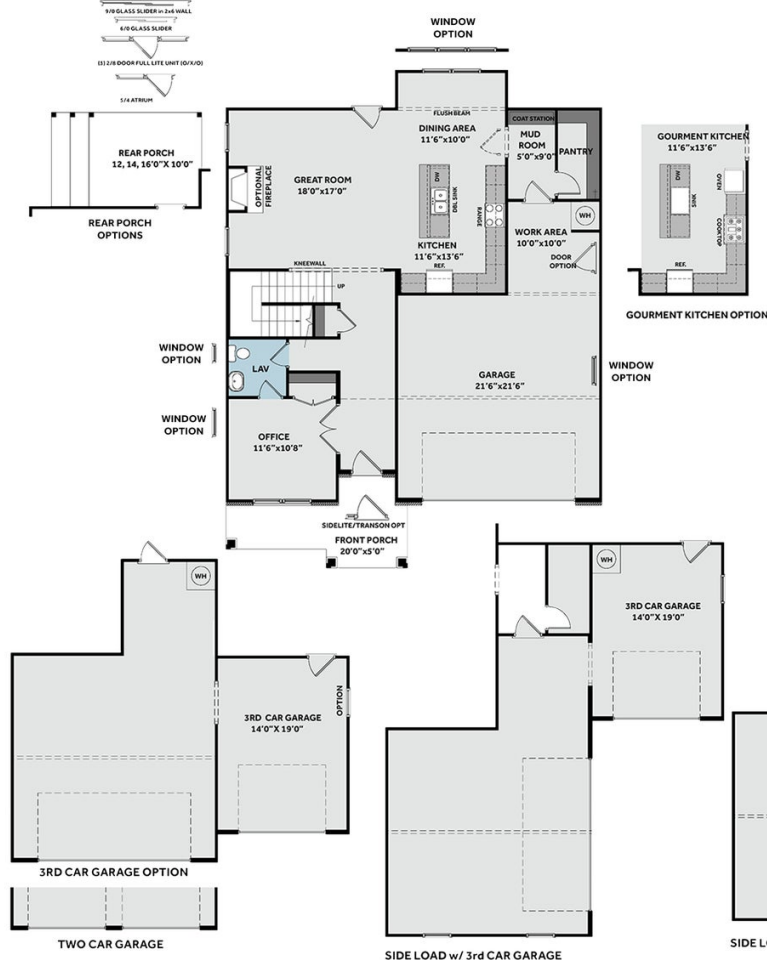 9/0 GLASS SLIDER in 2x6 WALL
6/0 GLASS SLIDER
(3) 2/8 DOOR FULL LITE UNIT (O/X/O)
5/4 ATRIUM
REAR PORCH
12, 14, 16'0"X 10'0"
REAR PORCH
OPTIONS
WINDOW
OPTION
FLUSH BEAM
DINING AREA
11'6"x10'0"
COAT STATION
MUD
ROOM
5'0"x9'0"
PANTRY
GREAT ROOM
18'0"x17'0"
OPTIONAL
FIREPLACE
DW
DBL SINK
RANGE
KITCHEN
11'6"x13'6"
REF.
WH
WORK AREA
10'0"x10'0"
DOOR
OPTION
KNEEWALL
UP
GOURMENT KITCHEN
11'6"x13'6"
DW
SINK
OVEN
COOKTOP
REF.
GOURMENT KITCHEN OPTION
WINDOW
OPTION
LAV
WINDOW
OPTION
OFFICE
11'6"x10'8"
GARAGE
21'6"x21'6"
WINDOW
OPTION
SIDELITE/TRANSON OPT
FRONT PORCH
20'0"x5'0"
WH
3RD CAR GARAGE
14'0"X 19'0"
OPTION
3RD CAR GARAGE OPTION
TWO CAR GARAGE
WH
3RD CAR GARAGE
14'0"X 19'0"
SIDE LOAD w/ 3rd CAR GARAGE
SIDE L